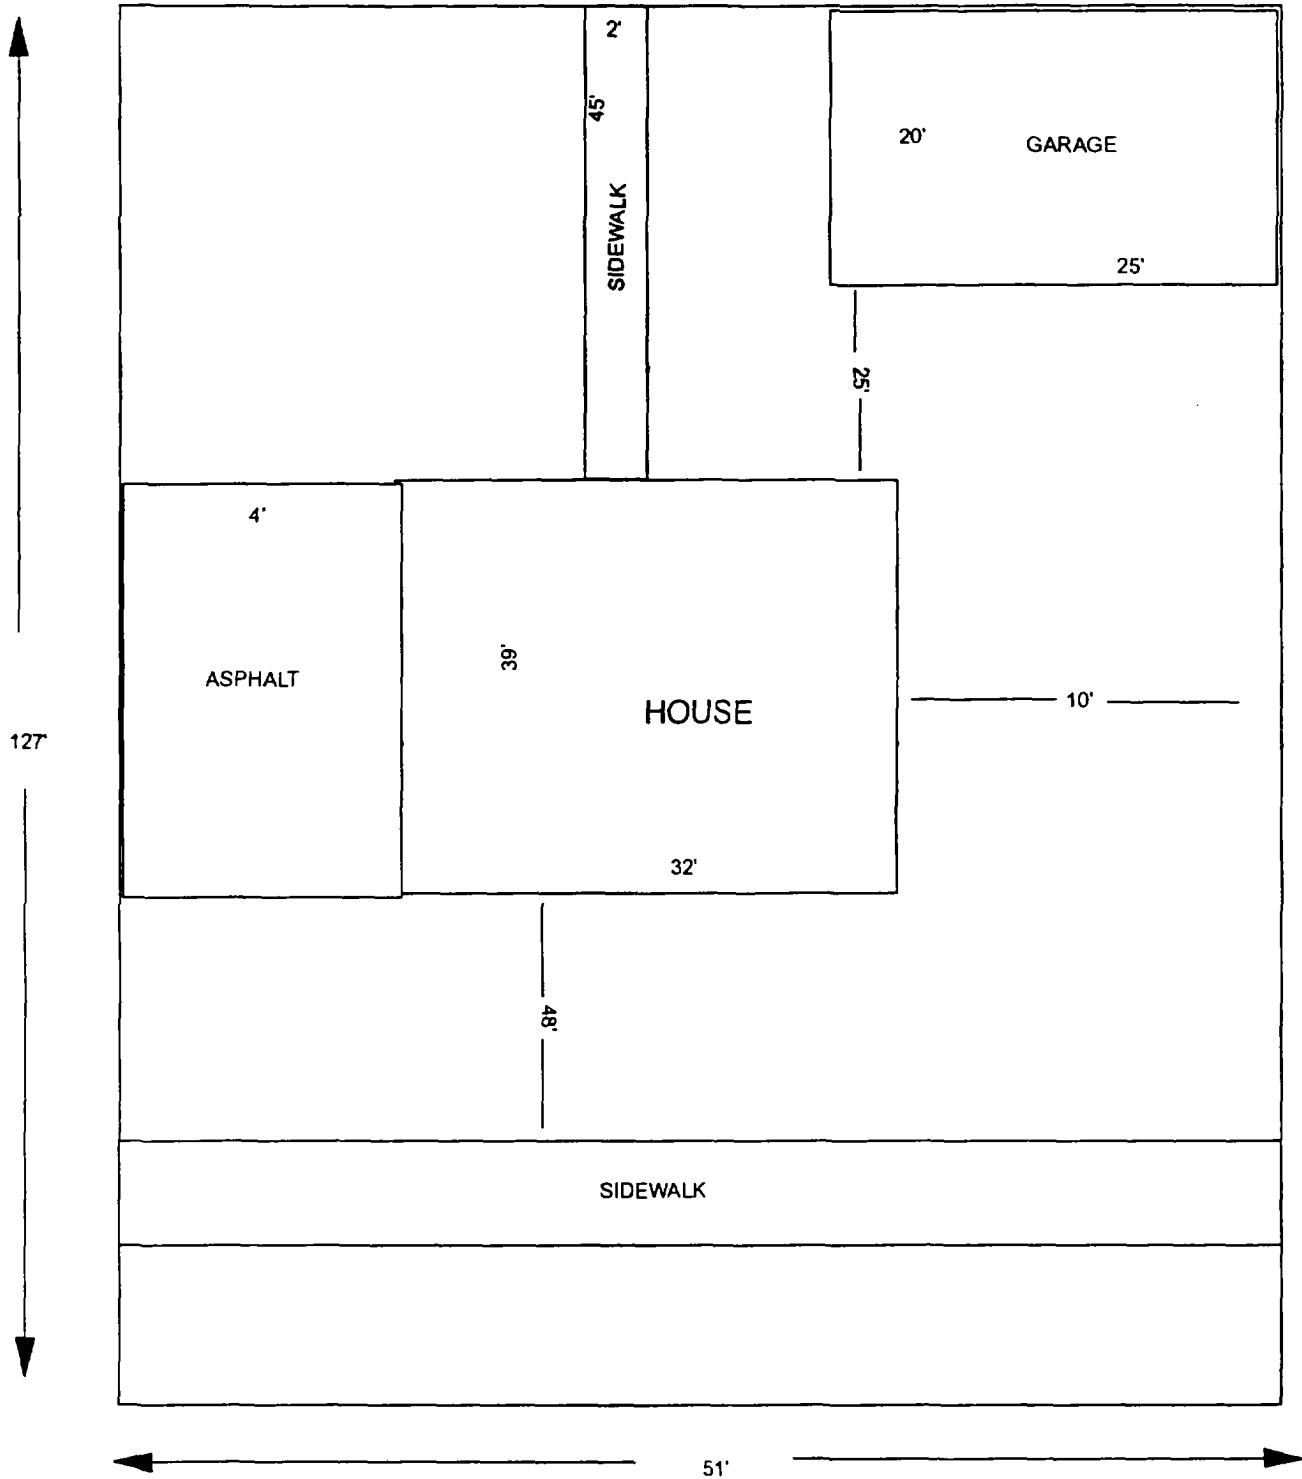 2'
45'
SIDEWALK
20'
GARAGE
25'
25'
4'
39'
ASPHALT
HOUSE
10'
127'
32'
48'
SIDEWALK
51'